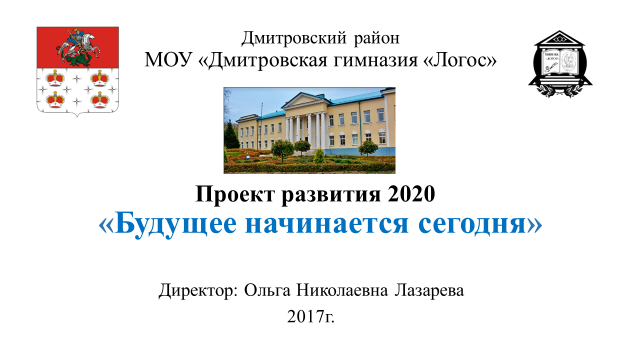 Дмитровский район
МОУ «Дмитровская гимназия «Логос»
Проект развития 2020
«Будущее начинается сегодня»
Директор: Ольга Николаевна Лазарева
2017г.